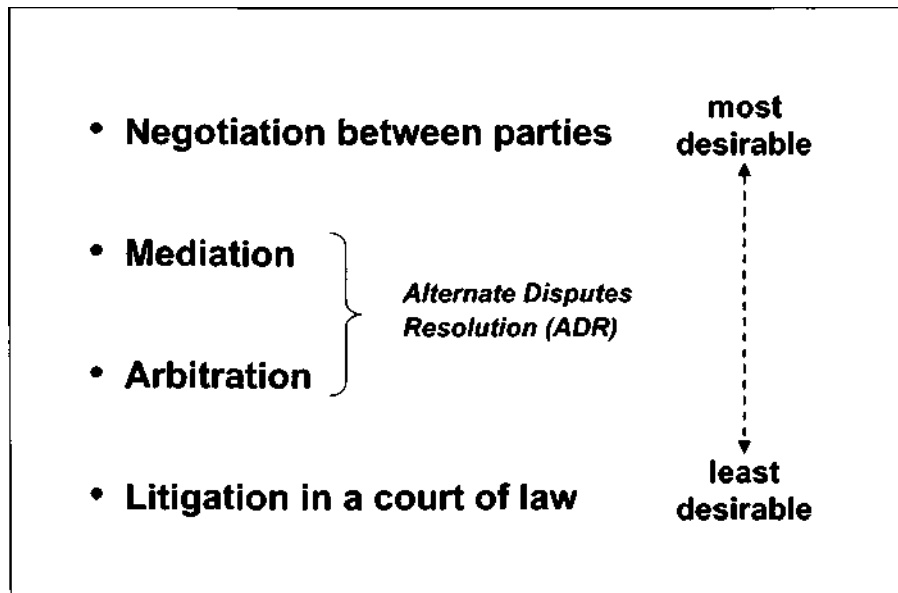 • Negotiation between parties
most
desirable
• Mediation
Alternate Disputes
Resolution (ADR)
• Arbitration
• Litigation in a court of law
least
desirable